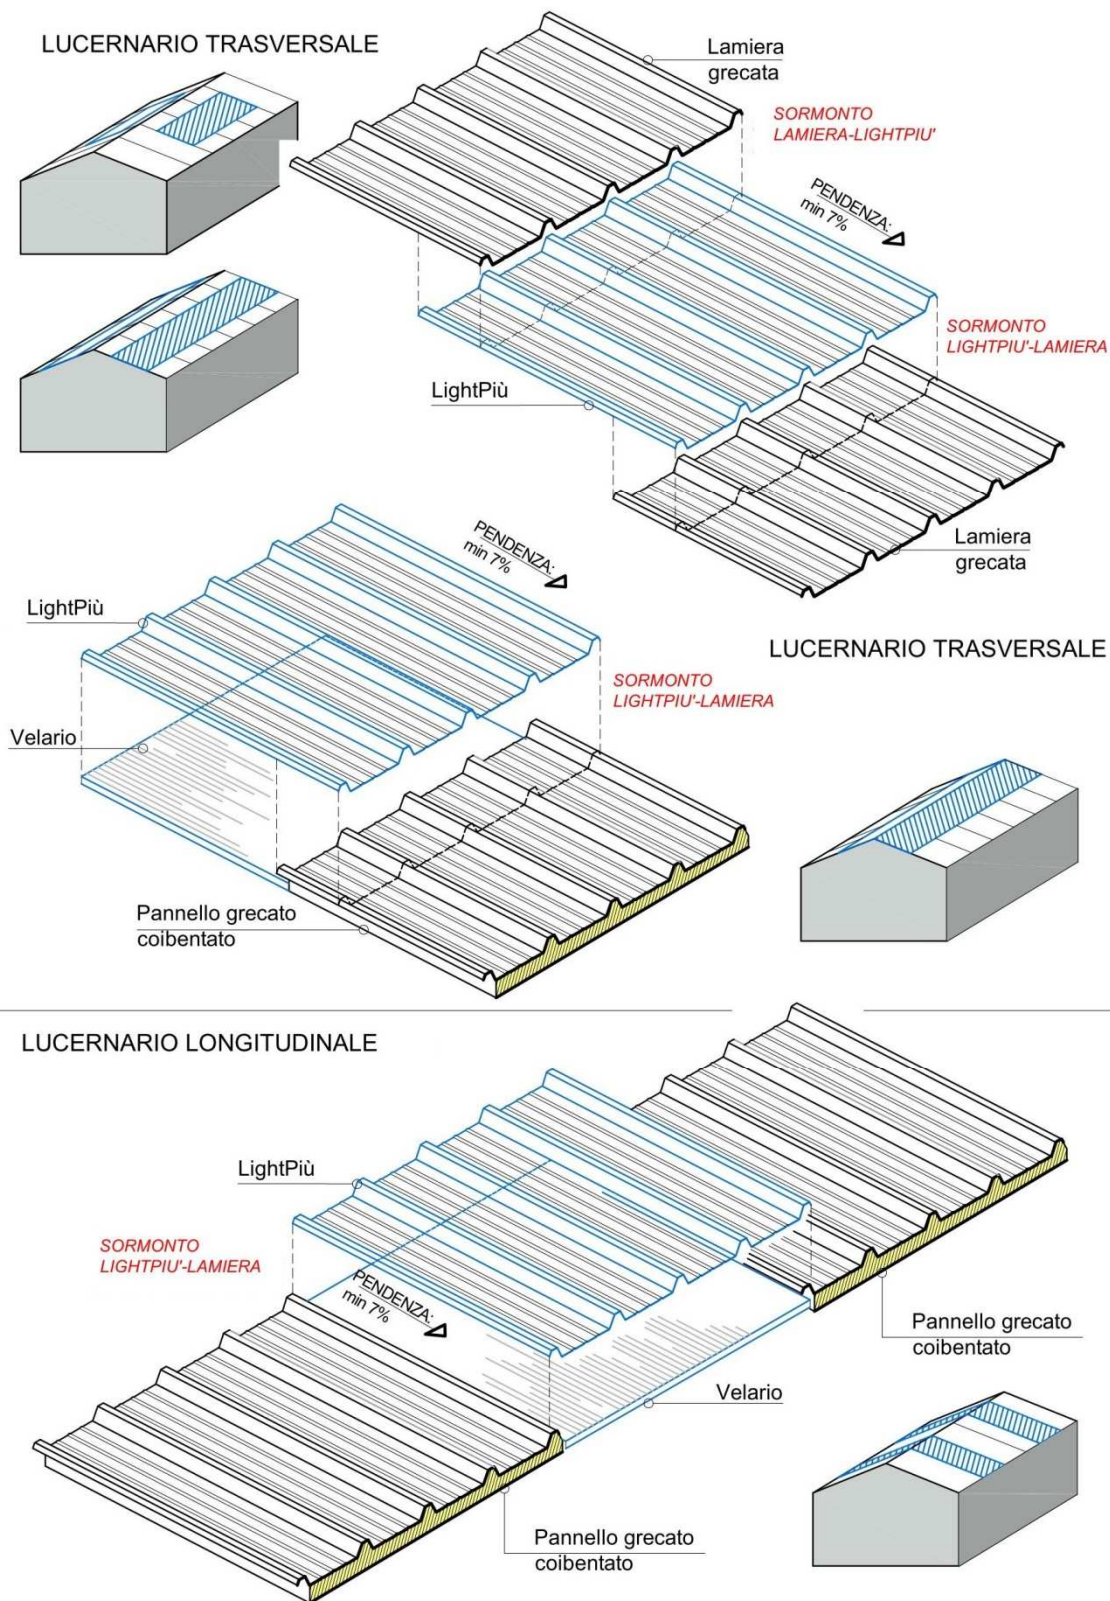 LUCERNARIO TRASVERSALE
Lamiera
grecata
SORMONTO
LAMIERA-LIGHTPIU'
PENDENZA:
min 7%
SORMONTO
LIGHTPIU'-LAMIERA
LightPiù
Lamiera
grecata
PENDENZA:
min 7%
LightPiù
LUCERNARIO TRASVERSALE
SORMONTO
LIGHTPIU'-LAMIERA
Velario
Pannello grecato
coibentato
LUCERNARIO LONGITUDINALE
LightPiù
SORMONTO
LIGHTPIU'-LAMIERA
PENDENZA:
min 7%
Pannello grecato
coibentato
Velario
Pannello grecato
coibentato